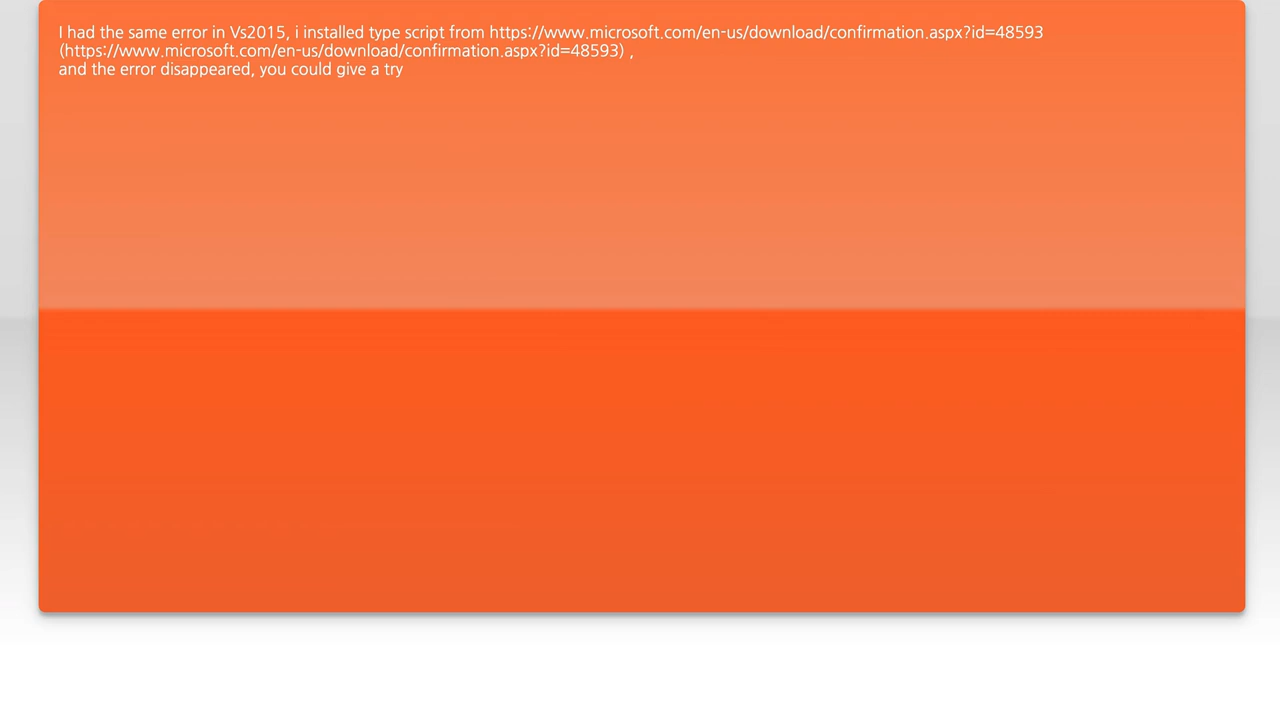 I had the same error in Vs2015, i installed type script from https://www.microsoft.com/en-us/download/confirmation.aspx?id=48593
(https://www.microsoft.com/en-us/download/confirmation.aspx?id=48593) ,
and the error disappeared, you could give a try